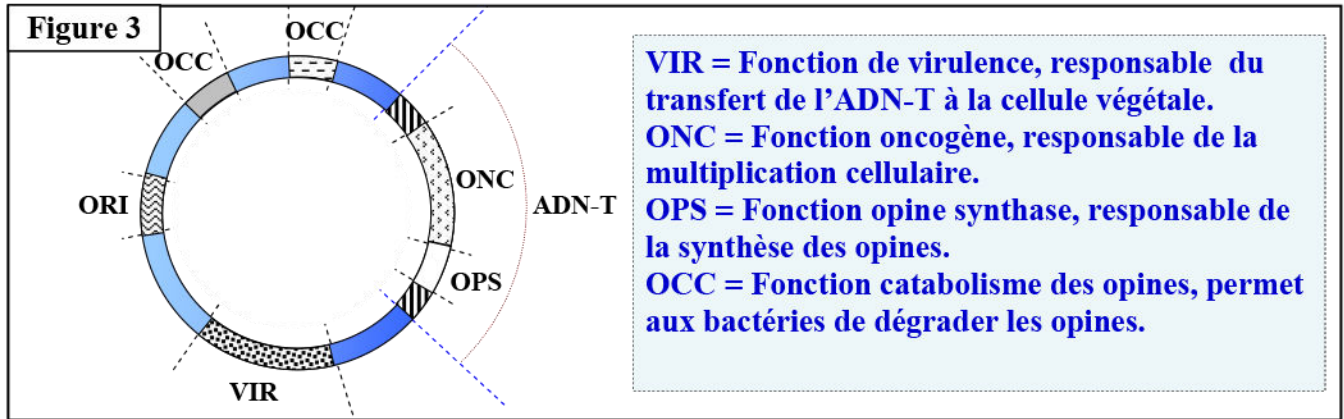 Figure 3
OCC
OCC
ONC
ADN-T
ORI
OPS
VIR
VIR = Fonction de virulence, responsable du
transfert de l'ADN-T à la cellule végétale.
ONC = Fonction oncogène, responsable de la
multiplication cellulaire.
OPS = Fonction opine synthase, responsable de
la synthèse des opines.
OCC = Fonction catabolisme des opines, permet
aux bactéries de dégrader les opines.